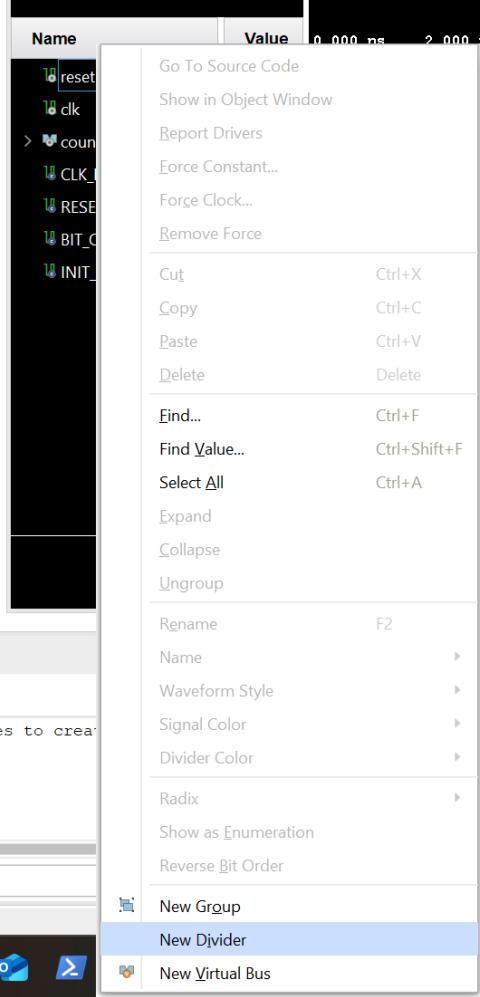 Name Value 0.000 ns 2.000
Go To Source Code
reset
Show in Object Window
clk
Report Drivers
coun
Force Constant...
CLK_
Force Clock...
RESE
Remove Force
BIT_
INIT_
Cut Ctrl+X
Copy Ctrl+C
Paste Ctrl+V
Delete Delete
Find... Ctrl+F
Find Value... Ctrl+Shift+F
Select All Ctrl+A
Expand
Collapse
Ungroup
Rename F2
Name
Waveform Style
Signal Color
es to crea
Divider Color
Radix
Show as Enumeration
Reverse Bit Order
New Group
New Divider
New Virtual Bus